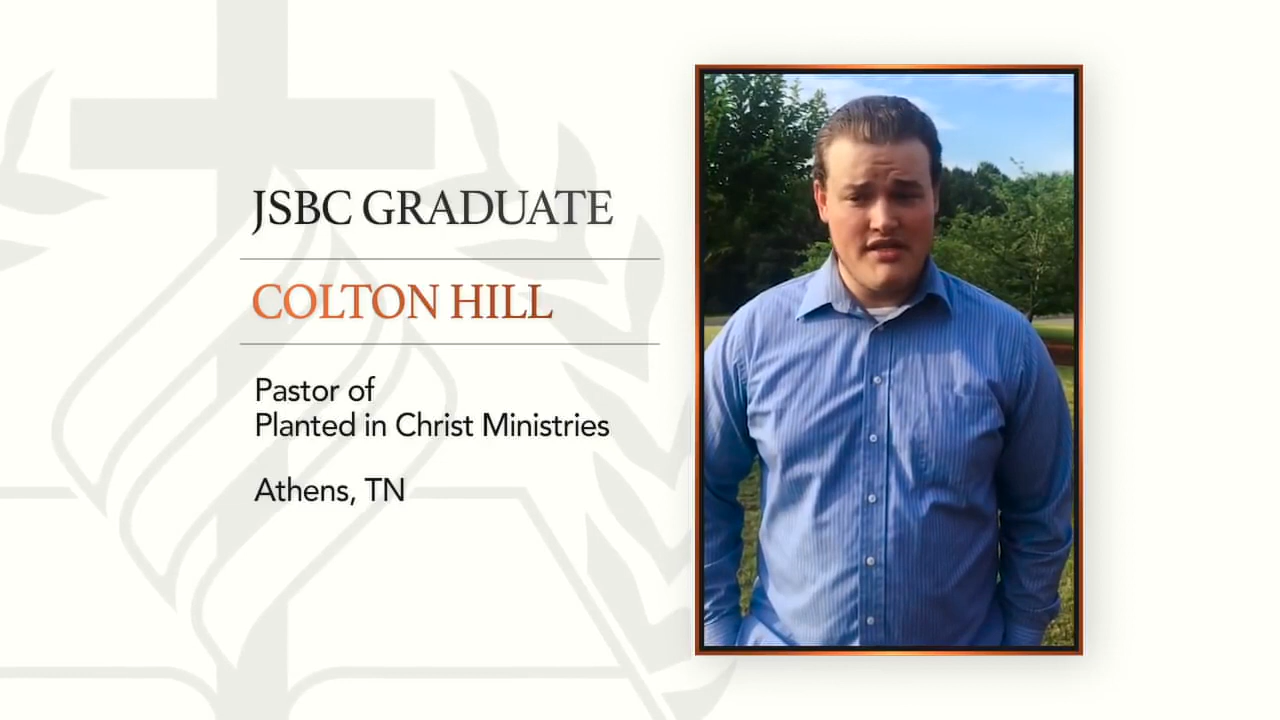 JSBC GRADUATE
COLTON HILL
Pastor of
Planted in Christ Ministries
Athens, TN